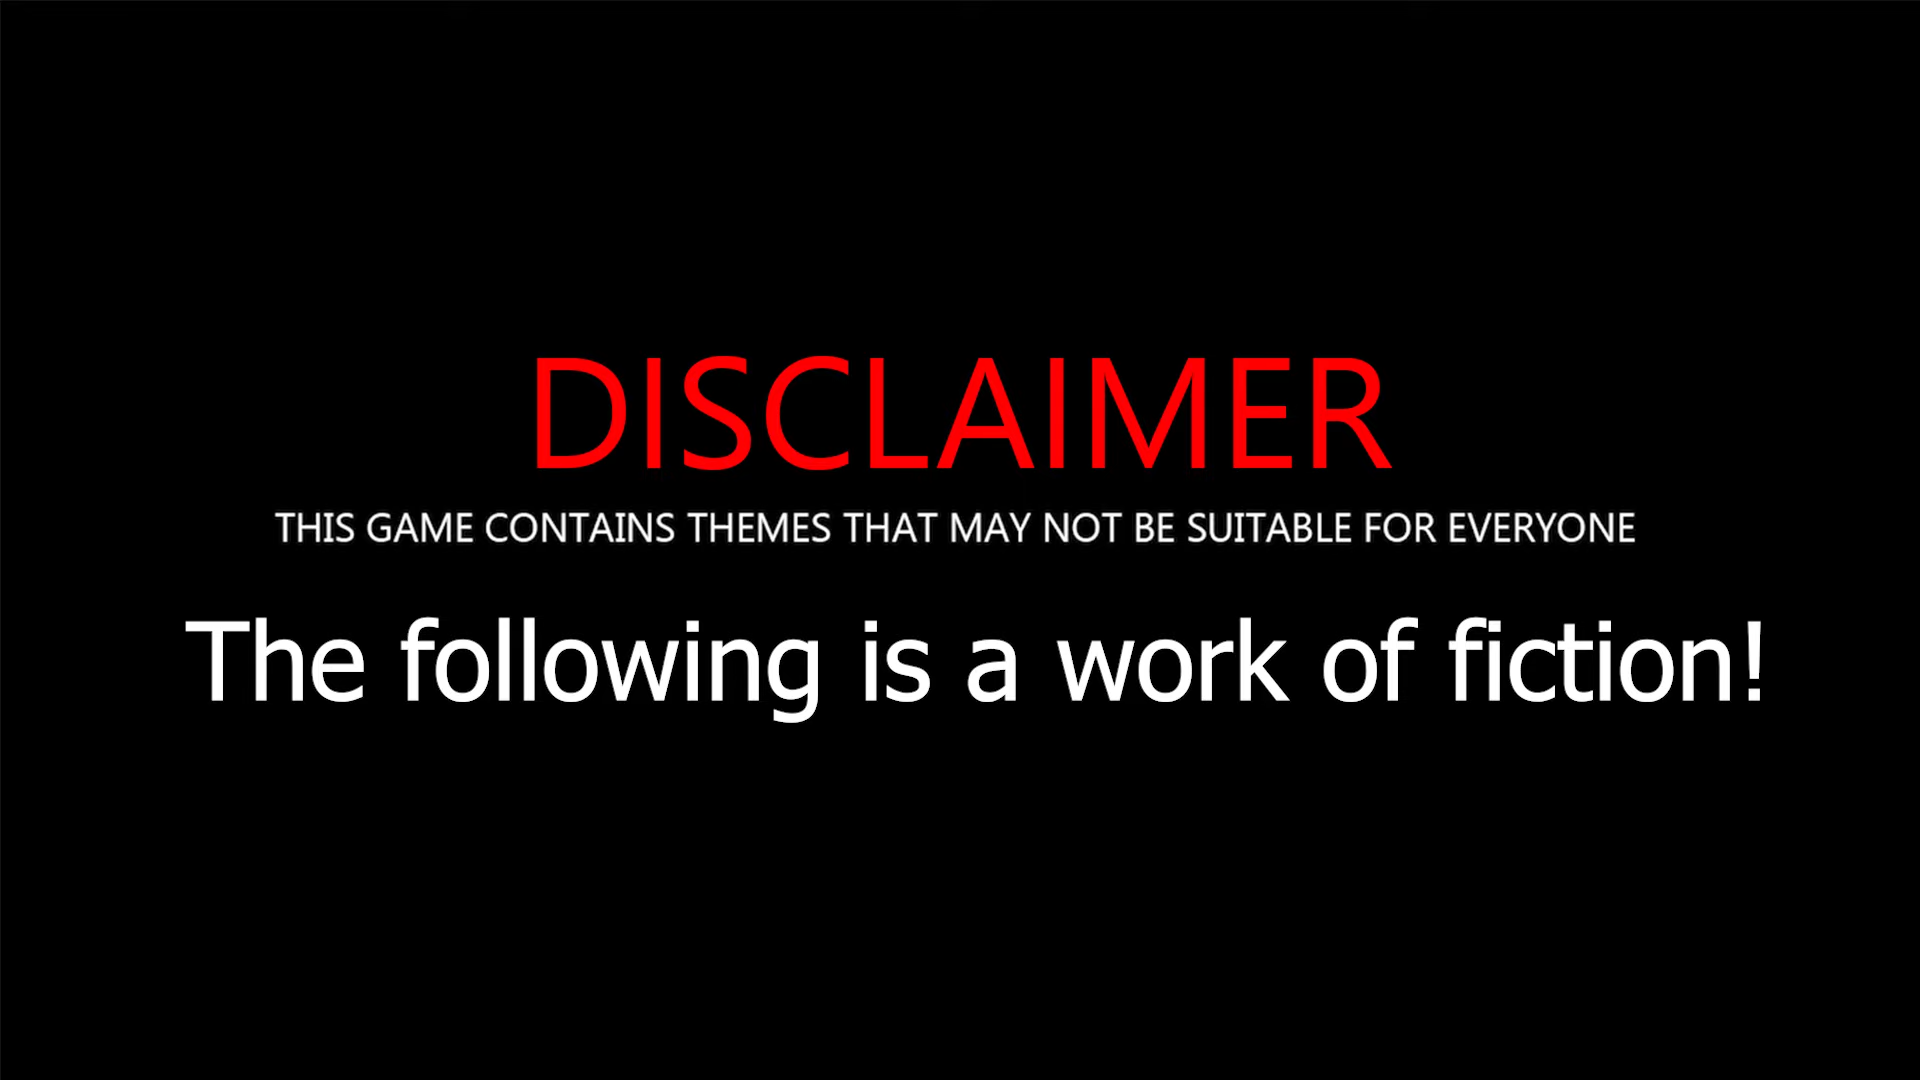 DISCLAIMER
THIS GAME CONTAINS THEMES THAT MAY NOT BE SUITABLE FOR EVERYONE
The following is a work of fiction!